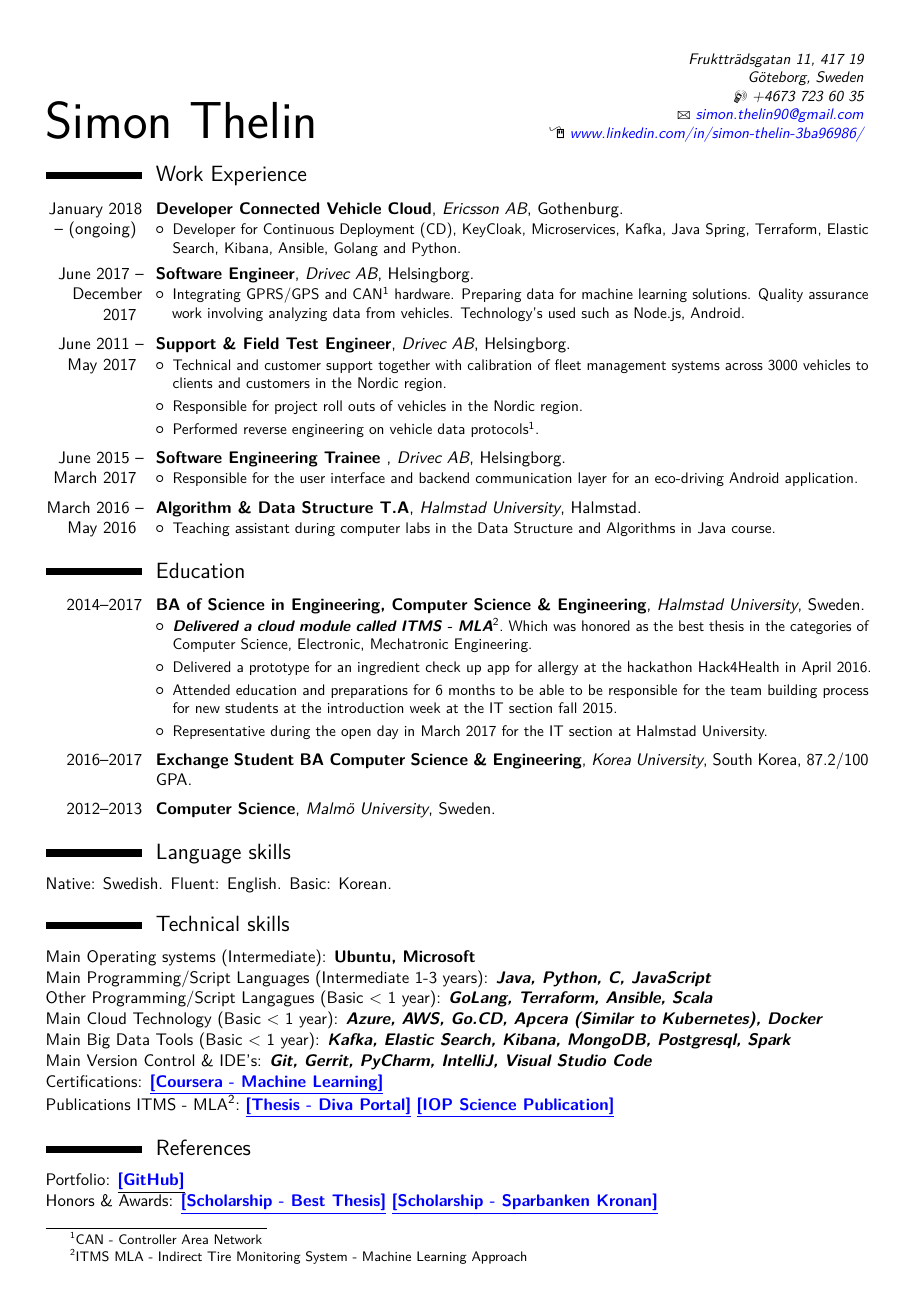 Fruktträdsgatan 11, 417 19
Göteborg, Sweden
+4673 723 60 35
simon.thelin90@gmail.com
www.linkedin.com/in/simon-thelin-3ba96986/
Simon Thelin
Work Experience
January 2018 – (ongoing)
Developer Connected Vehicle Cloud, Ericsson AB, Gothenburg.
○ Developer for Continuous Deployment (CD), KeyCloak, Microservices, Kafka, Java Spring, Terraform, Elastic
Search, Kibana, Ansible, Golang and Python.
June 2017 – December 2017
Software Engineer, Drivec AB, Helsingborg.
○ Integrating GPRS/GPS and CAN¹ hardware. Preparing data for machine learning solutions. Quality assurance
work involving analyzing data from vehicles. Technology's used such as Node.js, Android.
June 2011 – May 2017
Support & Field Test Engineer, Drivec AB, Helsingborg.
○ Technical and customer support together with calibration of fleet management systems across 3000 vehicles to
clients and customers in the Nordic region.
○ Responsible for project roll outs of vehicles in the Nordic region.
○ Performed reverse engineering on vehicle data protocols¹.
June 2015 – March 2017
Software Engineering Trainee , Drivec AB, Helsingborg.
○ Responsible for the user interface and backend communication layer for an eco-driving Android application.
March 2016 – May 2016
Algorithm & Data Structure T.A, Halmstad University, Halmstad.
○ Teaching assistant during computer labs in the Data Structure and Algorithms in Java course.
Education
2014–2017 BA of Science in Engineering, Computer Science & Engineering, Halmstad University, Sweden.
○ Delivered a cloud module called ITMS - MLA². Which was honored as the best thesis in the categories of
Computer Science, Electronic, Mechatronic Engineering.
○ Delivered a prototype for an ingredient check up app for allergy at the hackathon Hack4Health in April 2016.
○ Attended education and preparations for 6 months to be able to be responsible for the team building process
for new students at the introduction week at the IT section fall 2015.
○ Representative during the open day in March 2017 for the IT section at Halmstad University.
2016–2017 Exchange Student BA Computer Science & Engineering, Korea University, South Korea, 87.2/100
GPA.
2012–2013 Computer Science, Malmö University, Sweden.
Language skills
Native: Swedish. Fluent: English. Basic: Korean.
Technical skills
Main Operating systems (Intermediate): Ubuntu, Microsoft
Main Programming/Script Languages (Intermediate 1-3 years): Java, Python, C, JavaScript
Other Programming/Script Langagues (Basic < 1 year): GoLang, Terraform, Ansible, Scala
Main Cloud Technology (Basic < 1 year): Azure, AWS, Go.CD, Apcera (Similar to Kubernetes), Docker
Main Big Data Tools (Basic < 1 year): Kafka, Elastic Search, Kibana, MongoDB, Postgresql, Spark
Main Version Control & IDE's: Git, Gerrit, PyCharm, IntelliJ, Visual Studio Code
Certifications: [Coursera - Machine Learning]
Publications ITMS - MLA²: [Thesis - Diva Portal] [IOP Science Publication]
References
Portfolio: [GitHub]
Honors & Awards: [Scholarship - Best Thesis] [Scholarship - Sparbanken Kronan]
¹CAN - Controller Area Network
²ITMS MLA - Indirect Tire Monitoring System - Machine Learning Approach